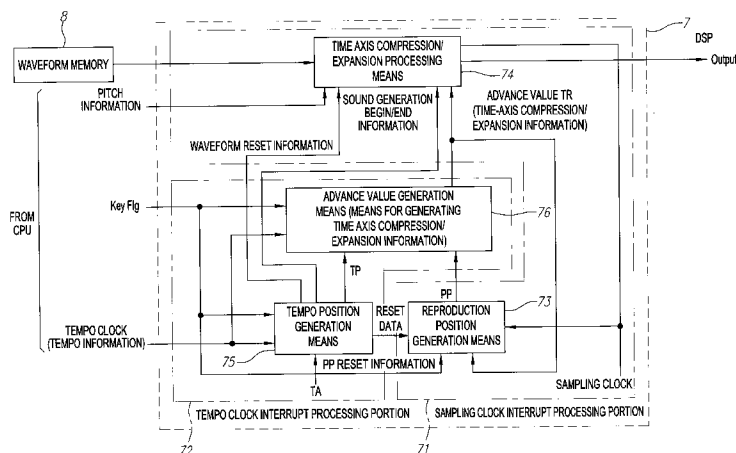 8
7
WAVEFORM MEMORY
TIME AXIS COMPRESSION/
EXPANSION PROCESSING
MEANS
74
DSP
Output
PITCH
INFORMATION
SOUND GENERATION
BEGIN/END
INFORMATION
ADVANCE VALUE TR
(TIME-AXIS COMPRESSION/
EXPANSION INFORMATION)
WAVEFORM RESET INFORMATION
FROM
CPU
Key Flg
ADVANCE VALUE GENERATION
MEANS (MEANS FOR GENERATING
TIME AXIS COMPRESSION/
EXPANSION INFORMATION)
76
TP
PP
TEMPO CLOCK
(TEMPO INFORMATION)
TEMPO POSITION
GENERATION
MEANS
75
RESET
DATA
REPRODUCTION
POSITION
GENERATION MEANS
73
PP RESET INFORMATION
TA
SAMPLING CLOCK
TEMPO CLOCK INTERRUPT PROCESSING PORTION
72
SAMPLING CLOCK INTERRUPT PROCESSING PORTION
71